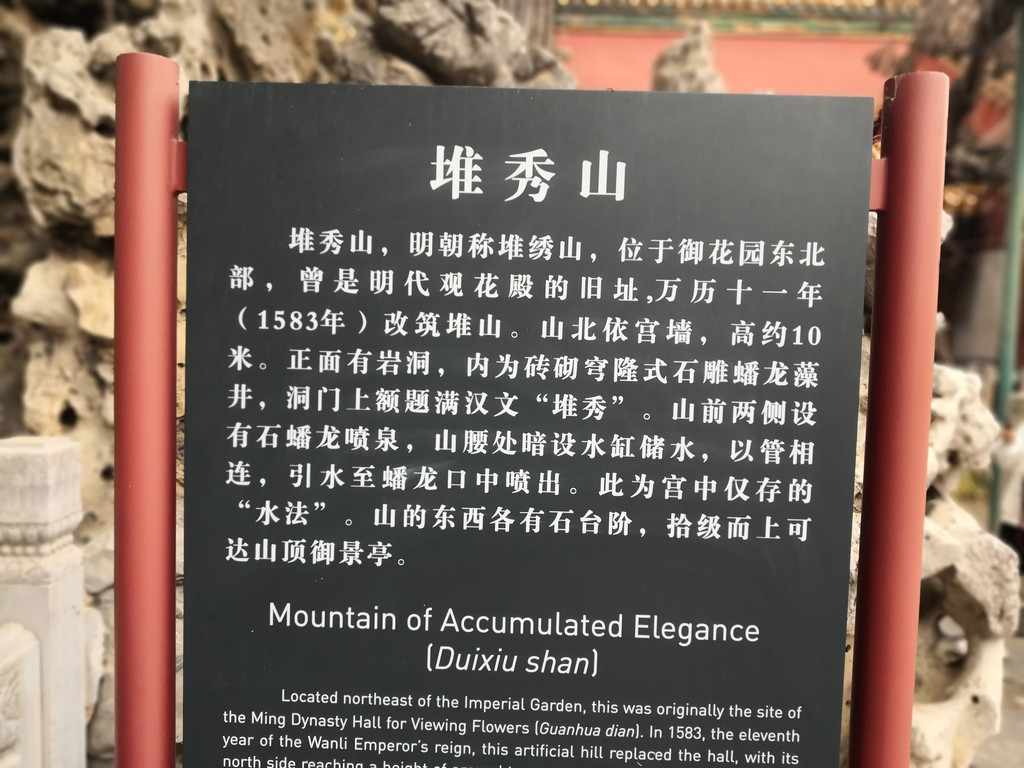 堆秀山
堆秀山，明朝称堆绣山，位于御花园东北
部，曾是明代观花殿的旧址,万历十一年
（1583年）改筑堆山。山北依宫墙，高约10
米。正面有岩洞，内为砖砌穹隆式石雕蟠龙藻
井，洞门上额题满汉文“堆秀”。山前两侧设
有石蟠龙喷泉，山腰处暗设水缸储水，以管相
连，引水至蟠龙口中喷出。此为宫中仅存的
“水法”。山的东西各有石台阶，拾级而上可
达山顶御景亭。
Mountain of Accumulated Elegance
(Duixiu shan)
Located northeast of the Imperial Garden, this was originally the site of
the Ming Dynasty Hall for Viewing Flowers (Guanhua dian). In 1583, the eleventh
year of the Wanli Emperor's reign, this artificial hill replaced the hall, with its
north side reaching a height of